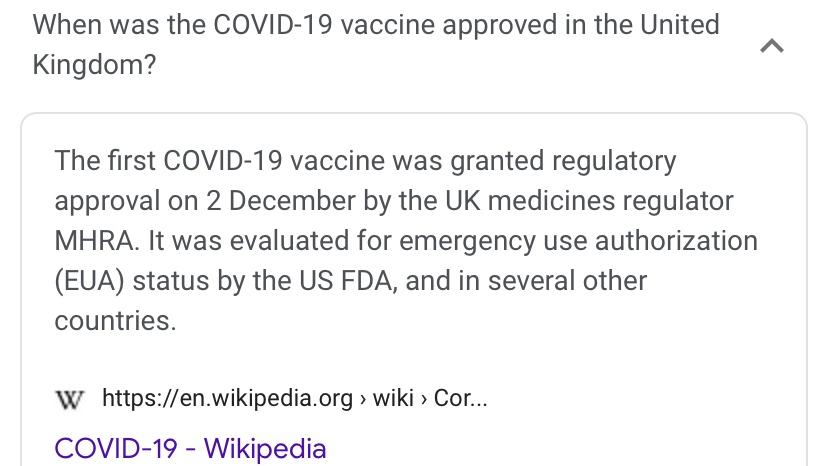 When was the COVID-19 vaccine approved in the United
Kingdom?
The first COVID-19 vaccine was granted regulatory
approval on 2 December by the UK medicines regulator
MHRA. It was evaluated for emergency use authorization
(EUA) status by the US FDA, and in several other
countries.
W https://en.wikipedia.org › wiki › Cor...
COVID-19 - Wikipedia